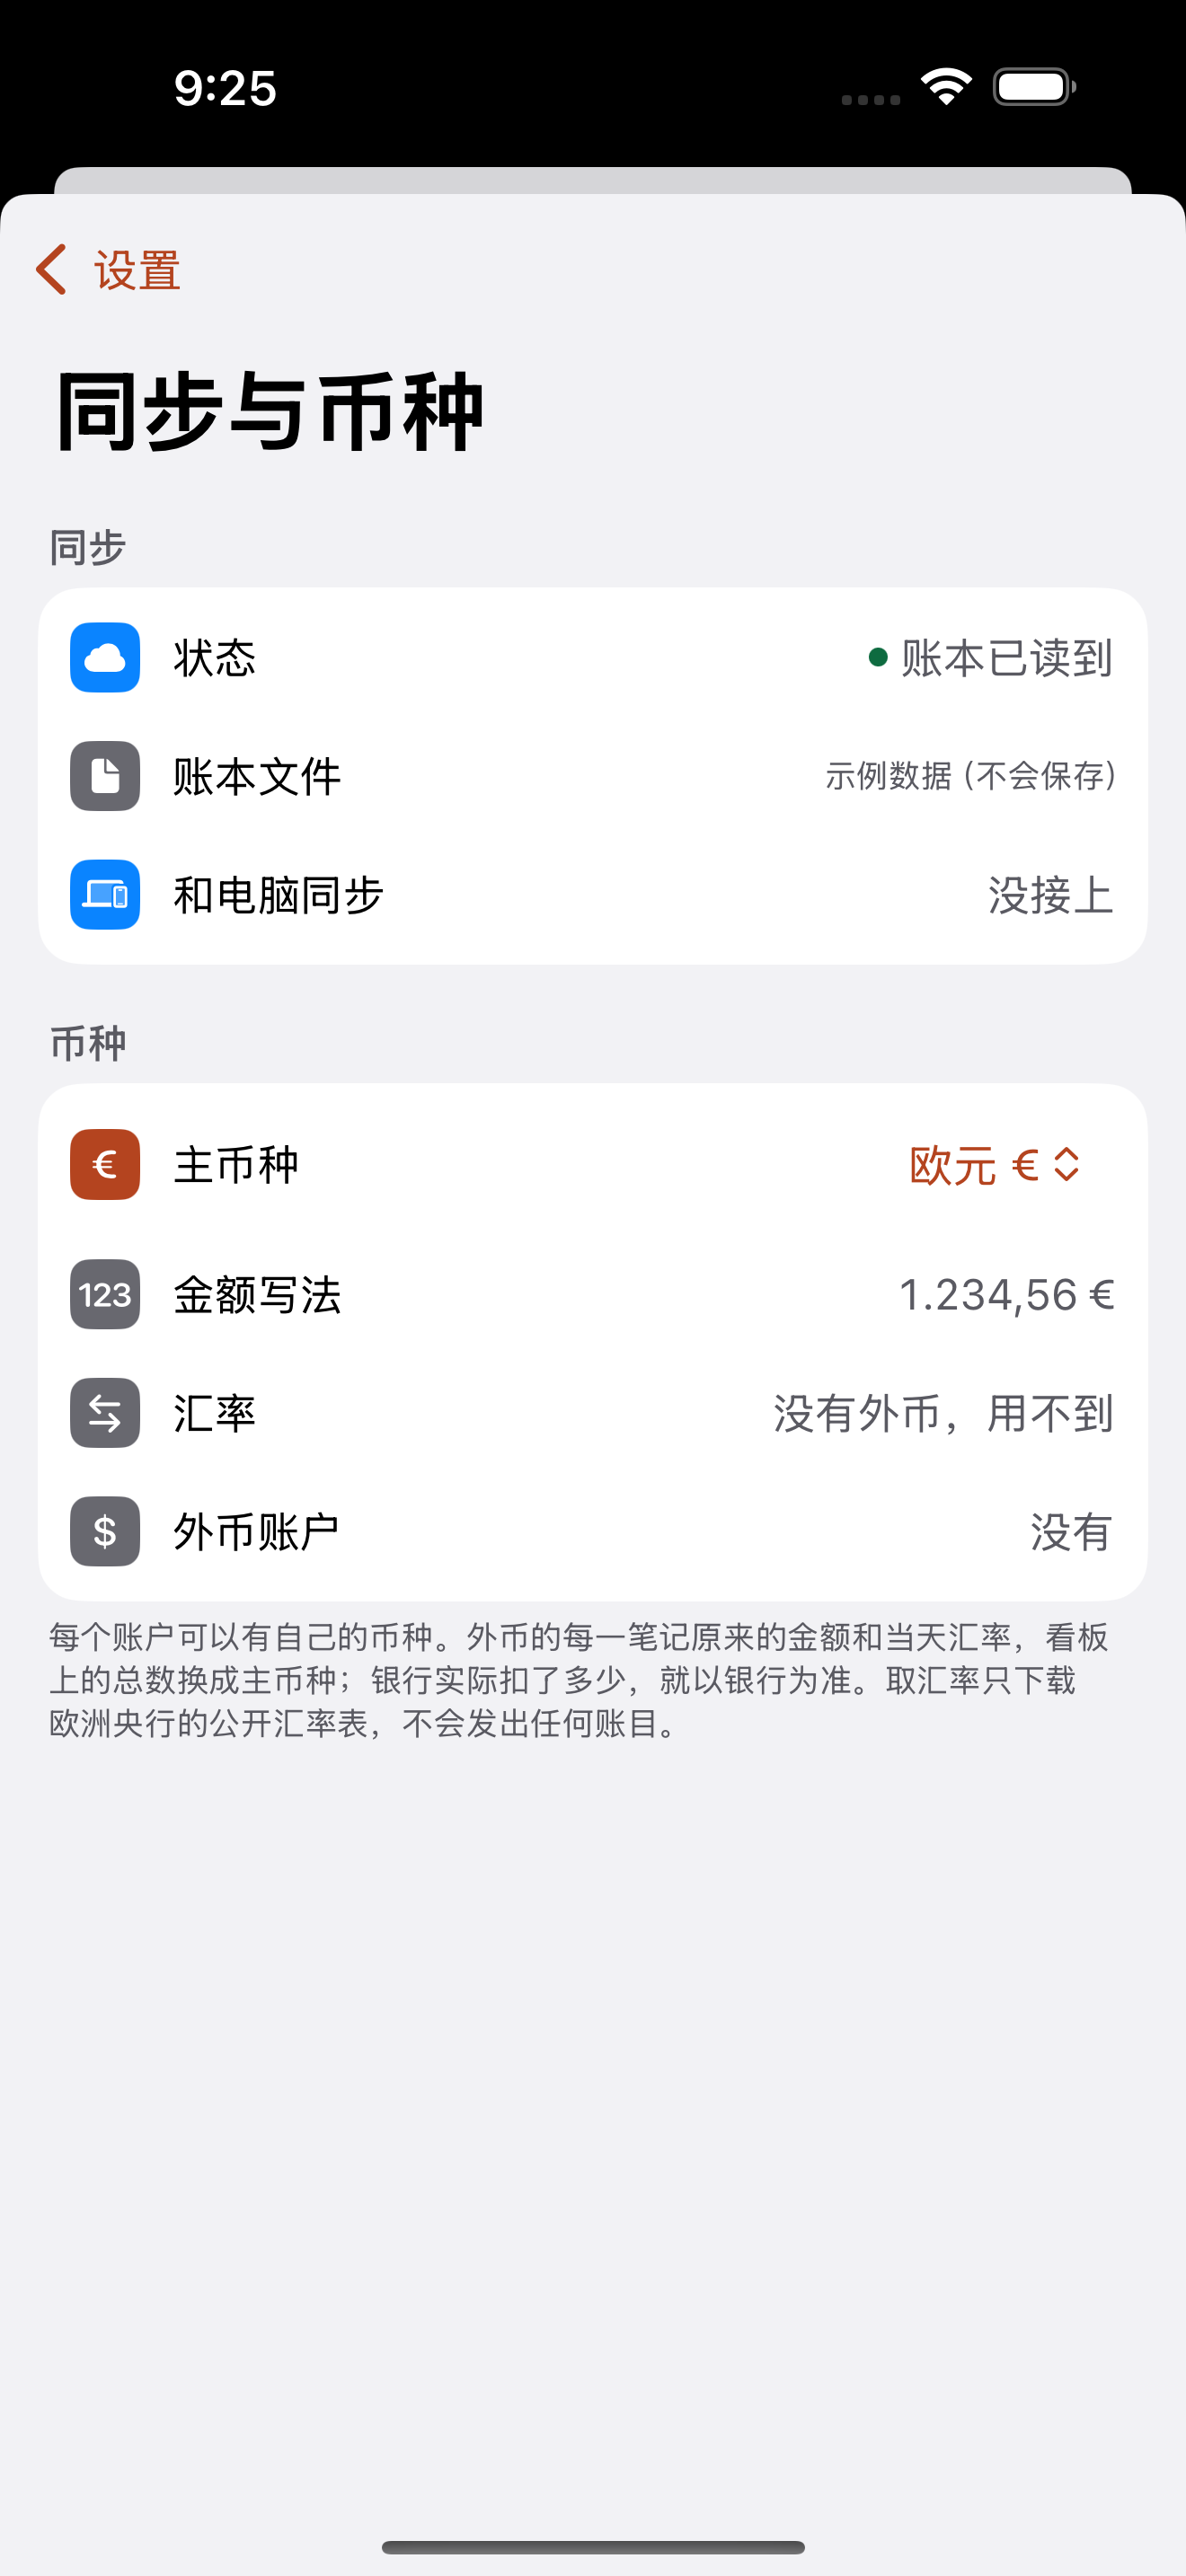 9:25
设置
同步与币种
同步
状态
账本已读到
账本文件
示例数据（不会保存）
和电脑同步
没接上
币种
€
主币种
欧元 €
123
金额写法
1.234,56 €
汇率
没有外币，用不到
$
外币账户
没有
每个账户可以有自己的币种。外币的每一笔记原来的金额和当天汇率，看板
上的总数换成主币种；银行实际扣了多少，就以银行为准。取汇率只下载
欧洲央行的公开汇率表，不会发出任何账目。